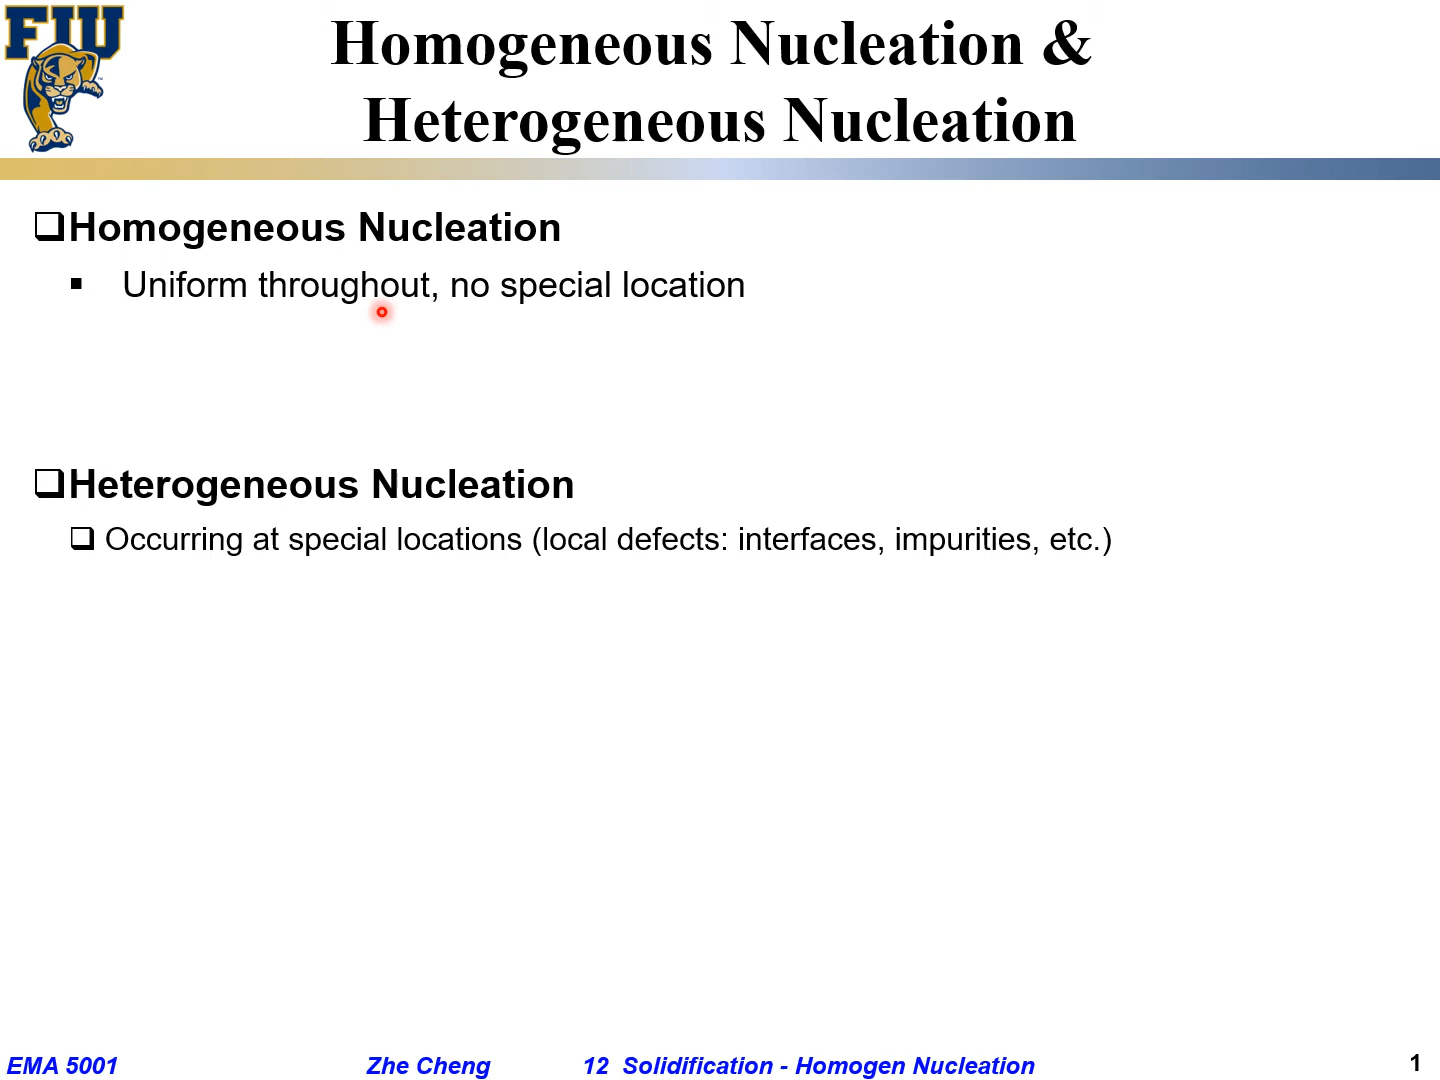 FIU
Homogeneous Nucleation &
Heterogeneous Nucleation
Homogeneous Nucleation
Uniform throughout, no special location
Heterogeneous Nucleation
Occurring at special locations (local defects: interfaces, impurities, etc.)
EMA 5001 Zhe Cheng 12 Solidification - Homogen Nucleation 1